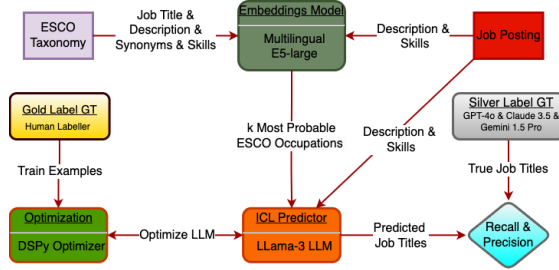 ESCO
Taxonomy
Job Title &
Description &
Synonyms & Skills
Embeddings Model
Multilingual
E5-large
Description &
Skills
Job Posting
Gold Label GT
Human Labeller
k Most Probable
ESCO Occupations
Description &
Skills
Silver Label GT
GPT-4o & Claude 3.5 &
Gemini 1.5 Pro
Train Examples
True Job Titles
Optimization
DSPy Optimizer
Optimize LLM
ICL Predictor
LLama-3 LLM
Predicted
Job Titles
Recall &
Precision